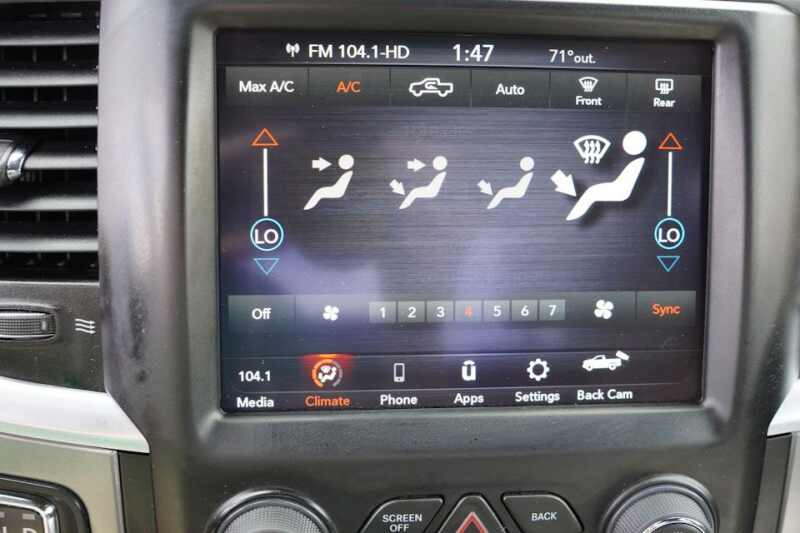 FM 104.1-HD 1:47 71°out.
Max A/C A/C Auto Front Rear
LO LO
Off 1 2 3 4 5 6 7 Sync
104.1
Media Climate Phone Apps Settings Back Cam
SCREEN OFF BACK
D